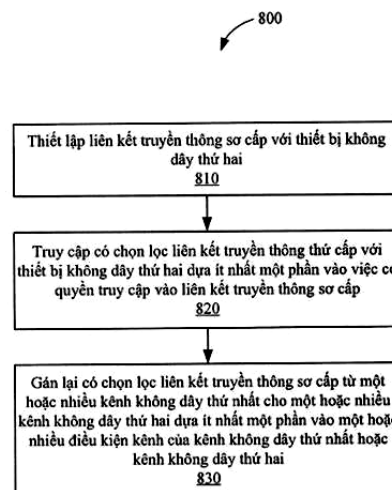 800
Thiết lập liên kết truyền thông sơ cấp với thiết bị không
dây thứ hai
810
Truy cập có chọn lọc liên kết truyền thông thứ cấp với
thiết bị không dây thứ hai dựa ít nhất một phần vào việc có
quyền truy cập vào liên kết truyền thông sơ cấp
820
Gán lại có chọn lọc liên kết truyền thông sơ cấp từ một
hoặc nhiều kênh không dây thứ nhất cho một hoặc nhiều
kênh không dây thứ hai dựa ít nhất một phần vào một hoặc
nhiều điều kiện kênh của kênh không dây thứ nhất hoặc
kênh không dây thứ hai
830